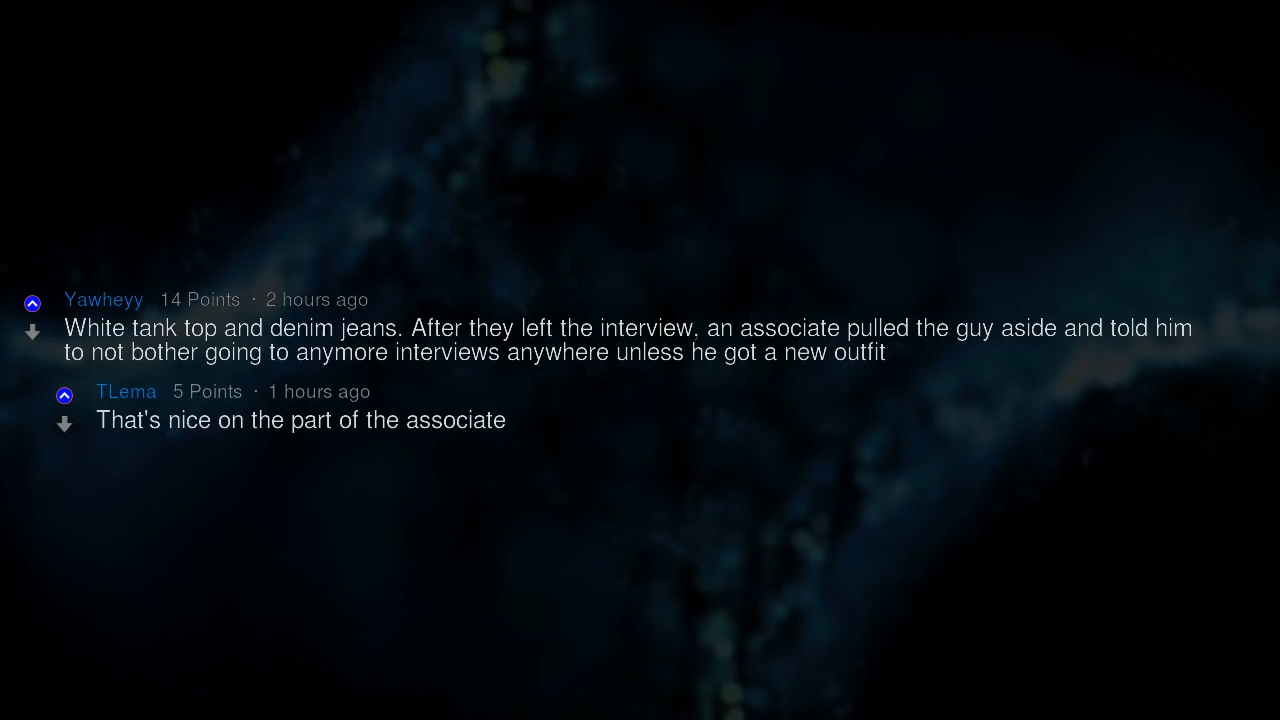 Yawheyy 14 Points · 2 hours ago
White tank top and denim jeans. After they left the interview, an associate pulled the guy aside and told him
to not bother going to anymore interviews anywhere unless he got a new outfit
TLema 5 Points · 1 hours ago
That's nice on the part of the associate